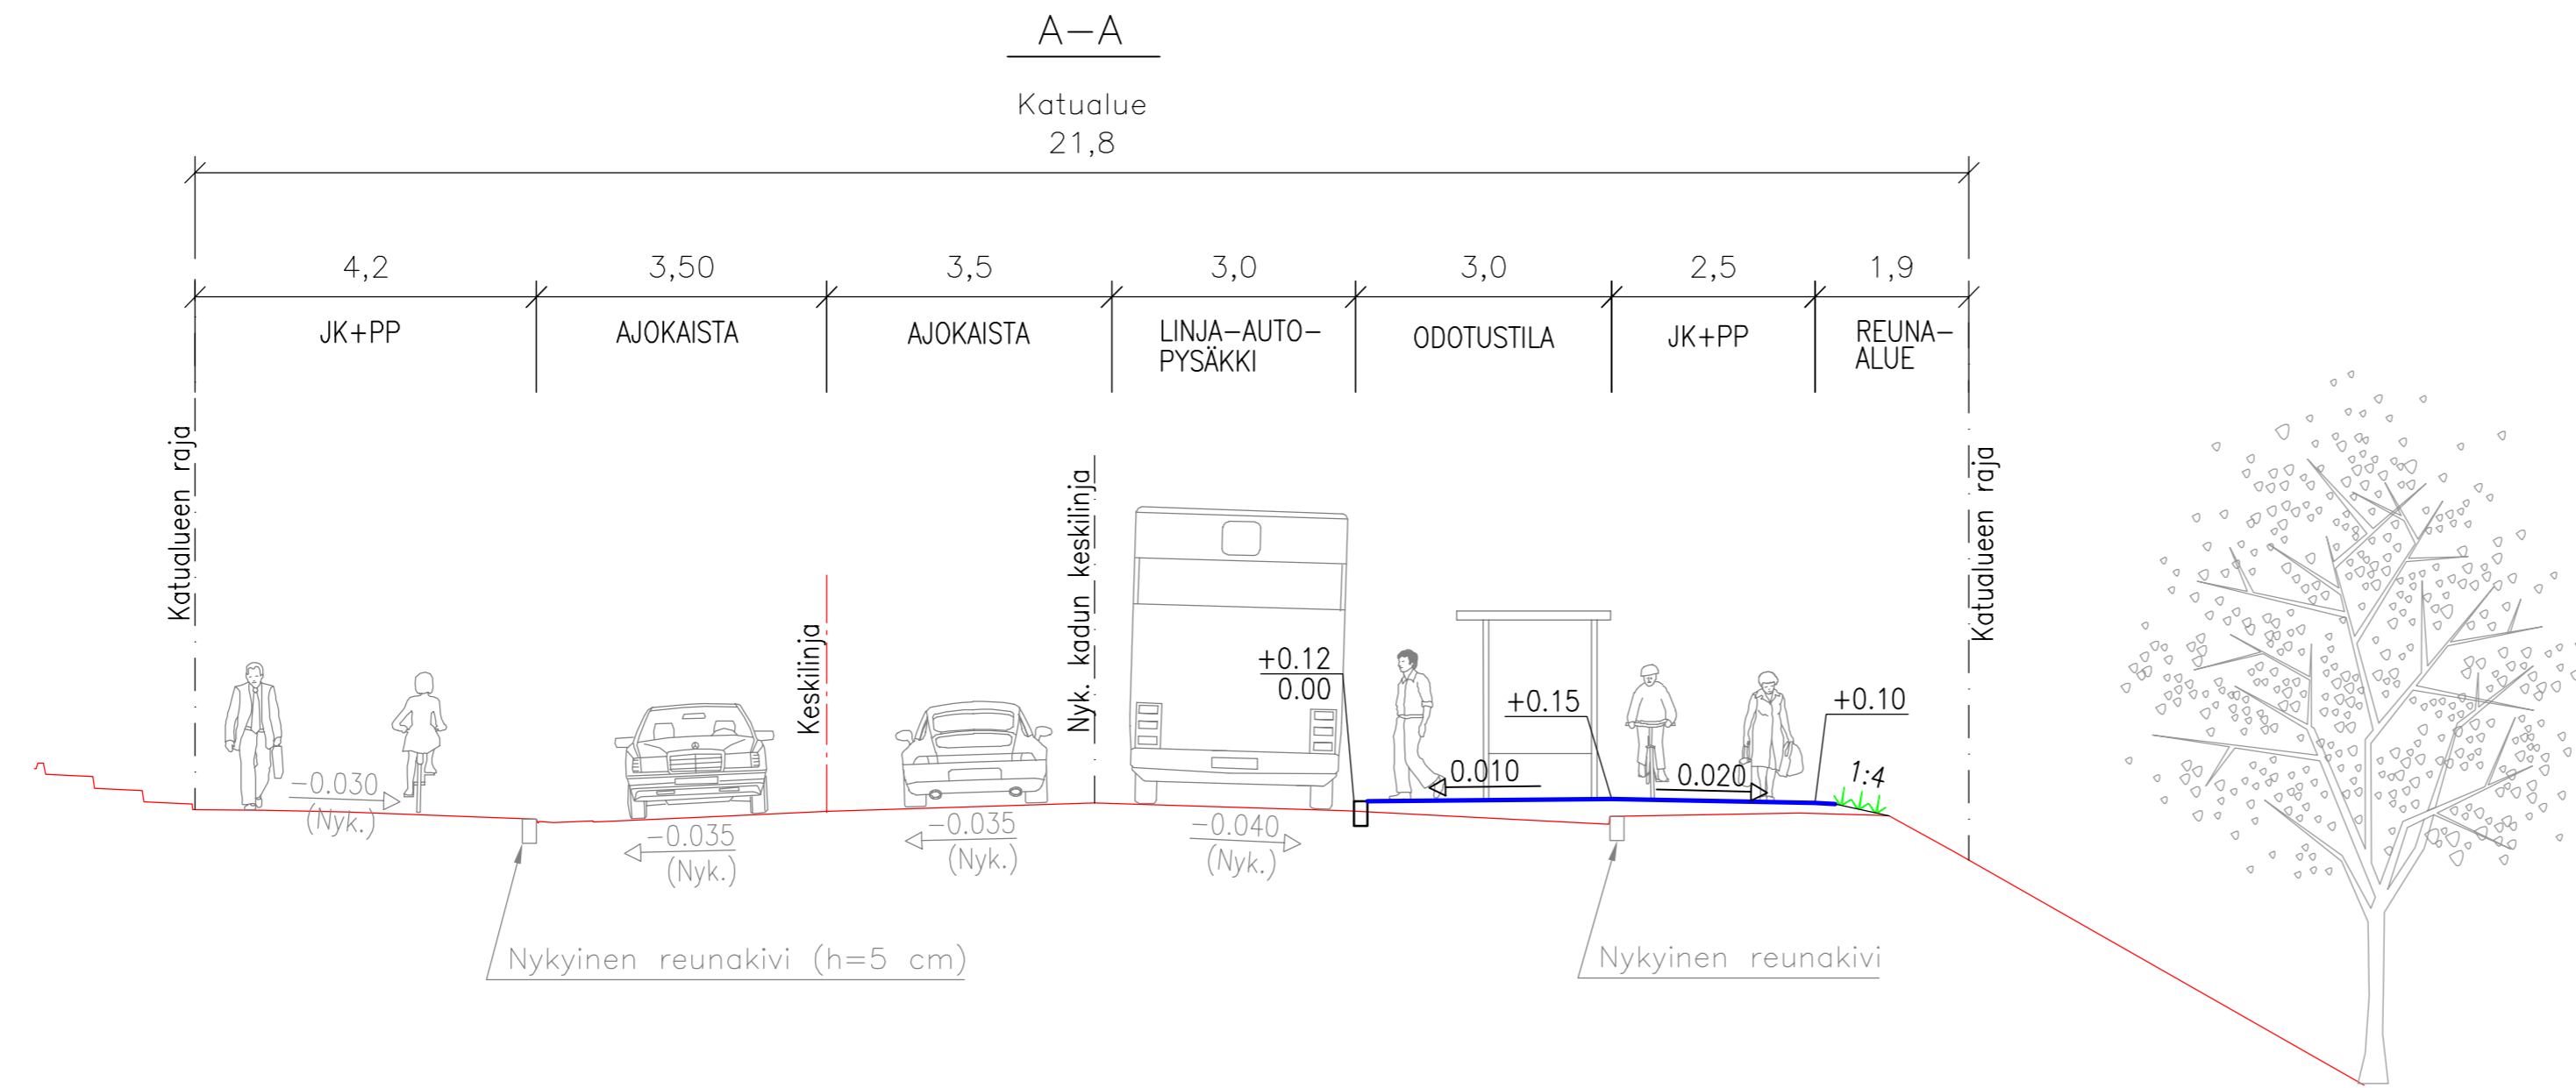 A-A
Katualue
21,8
4,2
3,50
3,5
3,0
3,0
2,5
1,9
JK+PP
AJOKAISTA
AJOKAISTA
LINJA-AUTO-
PYSÄKKI
ODOTUSTILA
JK+PP
REUNA-
ALUE
Katualueen raja
Keskilinja
Nyk. kadun keskilinja
Katualueen raja
+0.12
0.00
+0.15
+0.10
-0.030
(Nyk.)
-0.035
(Nyk.)
-0.035
(Nyk.)
-0.040
(Nyk.)
0.010
0.020
1:4
Nykyinen reunakivi (h=5 cm)
Nykyinen reunakivi